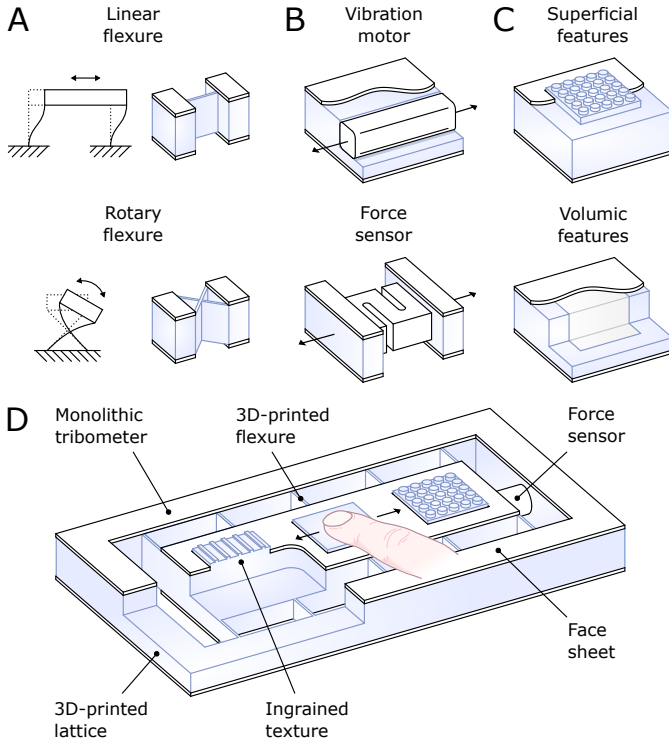 A
Linear
flexure
B
Vibration
motor
C
Superficial
features
Rotary
flexure
Force
sensor
Volumic
features
D
Monolithic
tribometer
3D-printed
flexure
Force
sensor
3D-printed
lattice
Ingrained
texture
Face
sheet